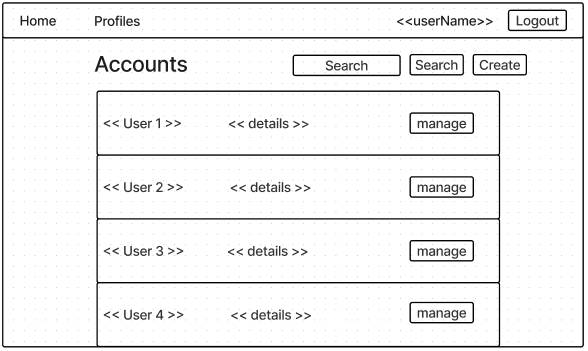 Home Profiles <<userName>> Logout
Accounts Search Search Create
<< User 1 >> << details >> manage
<< User 2 >> << details >> manage
<< User 3 >> << details >> manage
<< User 4 >> << details >> manage